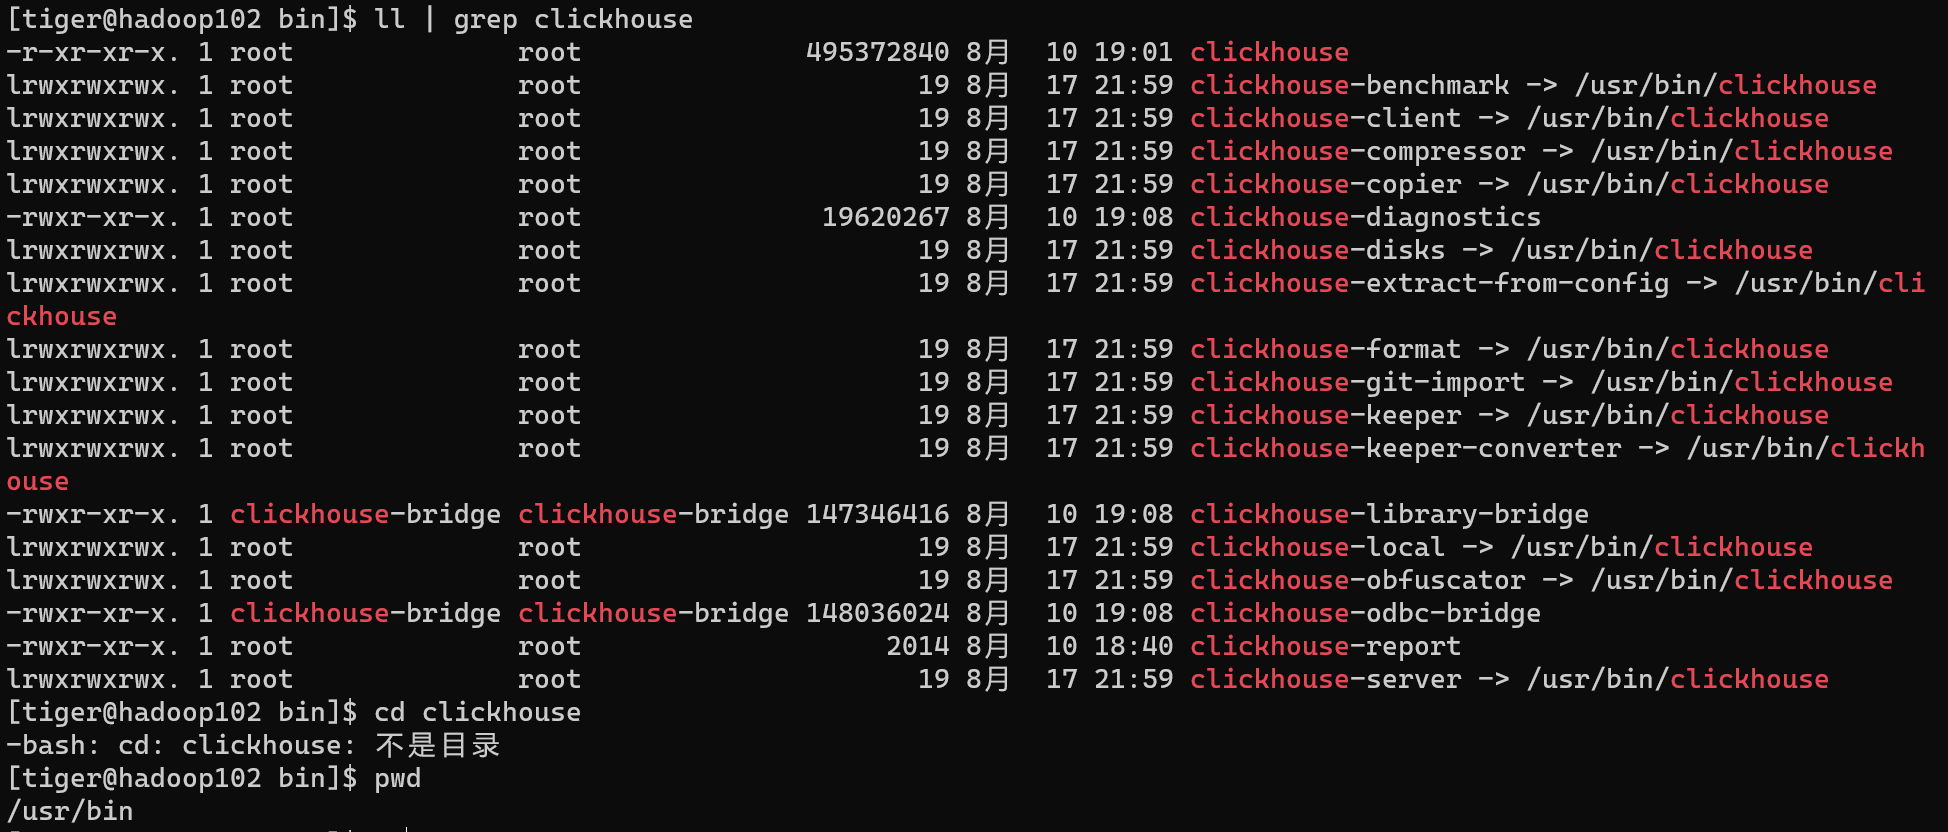 [tiger@hadoop102 bin]$ ll | grep clickhouse
-r-xr-xr-x. 1 root              root              495372840 8月  10 19:01 clickhouse
lrwxrwxrwx. 1 root              root                     19 8月  17 21:59 clickhouse-benchmark -> /usr/bin/clickhouse
lrwxrwxrwx. 1 root              root                     19 8月  17 21:59 clickhouse-client -> /usr/bin/clickhouse
lrwxrwxrwx. 1 root              root                     19 8月  17 21:59 clickhouse-compressor -> /usr/bin/clickhouse
lrwxrwxrwx. 1 root              root                     19 8月  17 21:59 clickhouse-copier -> /usr/bin/clickhouse
-rwxr-xr-x. 1 root              root               19620267 8月  10 19:08 clickhouse-diagnostics
lrwxrwxrwx. 1 root              root                     19 8月  17 21:59 clickhouse-disks -> /usr/bin/clickhouse
lrwxrwxrwx. 1 root              root                     19 8月  17 21:59 clickhouse-extract-from-config -> /usr/bin/cli
ckhouse
lrwxrwxrwx. 1 root              root                     19 8月  17 21:59 clickhouse-format -> /usr/bin/clickhouse
lrwxrwxrwx. 1 root              root                     19 8月  17 21:59 clickhouse-git-import -> /usr/bin/clickhouse
lrwxrwxrwx. 1 root              root                     19 8月  17 21:59 clickhouse-keeper -> /usr/bin/clickhouse
lrwxrwxrwx. 1 root              root                     19 8月  17 21:59 clickhouse-keeper-converter -> /usr/bin/clickh
ouse
-rwxr-xr-x. 1 clickhouse-bridge clickhouse-bridge 147346416 8月  10 19:08 clickhouse-library-bridge
lrwxrwxrwx. 1 root              root                     19 8月  17 21:59 clickhouse-local -> /usr/bin/clickhouse
lrwxrwxrwx. 1 root              root                     19 8月  17 21:59 clickhouse-obfuscator -> /usr/bin/clickhouse
-rwxr-xr-x. 1 clickhouse-bridge clickhouse-bridge 148036024 8月  10 19:08 clickhouse-odbc-bridge
-rwxr-xr-x. 1 root              root                   2014 8月  10 18:40 clickhouse-report
lrwxrwxrwx. 1 root              root                     19 8月  17 21:59 clickhouse-server -> /usr/bin/clickhouse
[tiger@hadoop102 bin]$ cd clickhouse
-bash: cd: clickhouse: 不是目录
[tiger@hadoop102 bin]$ pwd
/usr/bin